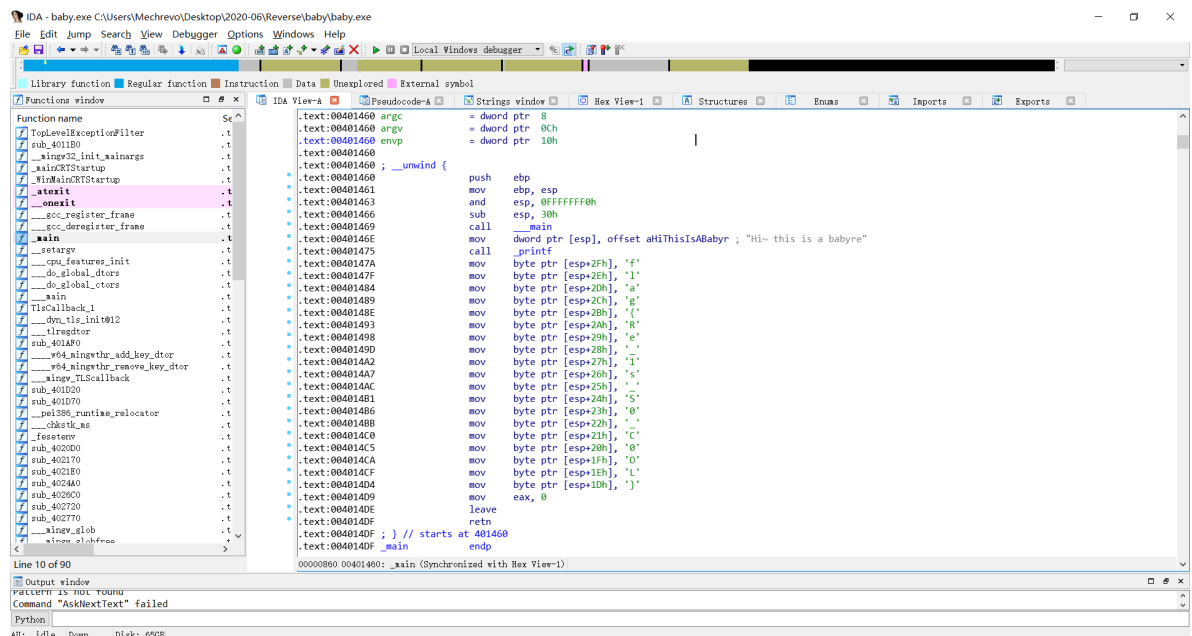 IDA - baby.exe C:\Users\Mechrevo\Desktop\2020-06\Reverse\baby\baby.exe
File Edit Jump Search View Debugger Options Windows Help
Local Windows debugger
Library function Regular function Instruction Data Unexplored External symbol
Functions window
IDA View-A Pseudocode-A Strings window Hex View-1 Structures Enums Imports Exports
Function name Se
TopLevelExceptionFilter .t
sub_4011B0 .t
__mingw32_init_mainargs .t
_mainCRTStartup .t
_WinMainCRTStartup .t
_atexit .t
__onexit .t
___gcc_register_frame .t
___gcc_deregister_frame .t
_main .t
__setargv .t
___cpu_features_init .t
___do_global_dtors .t
___do_global_ctors .t
___main .t
TlsCallback_1 .t
___dyn_tls_init@12 .t
___tlregdtor .t
sub_401AF0 .t
____w64_mingwthr_add_key_dtor .t
____w64_mingwthr_remove_key_dtor .t
___mingw_TLScallback .t
sub_401D20 .t
sub_401D70 .t
__pei386_runtime_relocator .t
___chkstk_ms .t
_fesetenv .t
sub_4020D0 .t
sub_402170 .t
sub_4021E0 .t
sub_4024A0 .t
sub_4026C0 .t
sub_402720 .t
sub_402770 .t
___mingw_glob .t
___mingw_globfree .t
Line 10 of 90
.text:00401460 argc = dword ptr 8
.text:00401460 argv = dword ptr 0Ch
.text:00401460 envp = dword ptr 10h
.text:00401460
.text:00401460 ; __unwind {
.text:00401460 push ebp
.text:00401461 mov ebp, esp
.text:00401463 and esp, 0FFFFFFF0h
.text:00401466 sub esp, 30h
.text:00401469 call ___main
.text:0040146E mov dword ptr [esp], offset aHiThisIsABabyr ; "Hi~ this is a babyre"
.text:00401475 call _printf
.text:0040147A mov byte ptr [esp+2Fh], 'f'
.text:0040147F mov byte ptr [esp+2Eh], 'l'
.text:00401484 mov byte ptr [esp+2Dh], 'a'
.text:00401489 mov byte ptr [esp+2Ch], 'g'
.text:0040148E mov byte ptr [esp+2Bh], '{'
.text:00401493 mov byte ptr [esp+2Ah], 'R'
.text:00401498 mov byte ptr [esp+29h], 'e'
.text:0040149D mov byte ptr [esp+28h], '_'
.text:004014A2 mov byte ptr [esp+27h], '1'
.text:004014A7 mov byte ptr [esp+26h], 's'
.text:004014AC mov byte ptr [esp+25h], '_'
.text:004014B1 mov byte ptr [esp+24h], 'S'
.text:004014B6 mov byte ptr [esp+23h], '0'
.text:004014BB mov byte ptr [esp+22h], '_'
.text:004014C0 mov byte ptr [esp+21h], 'C'
.text:004014C5 mov byte ptr [esp+20h], '0'
.text:004014CA mov byte ptr [esp+1Fh], 'O'
.text:004014CF mov byte ptr [esp+1Eh], 'L'
.text:004014D4 mov byte ptr [esp+1Dh], '}'
.text:004014D9 mov eax, 0
.text:004014DE leave
.text:004014DF retn
.text:004014DF ; } // starts at 401460
.text:004014DF _main endp
00000860 00401460: _main (Synchronized with Hex View-1)
Output window
Pattern is not found
Command "AskNextText" failed
Python
AU: idle Down Disk: 65GB